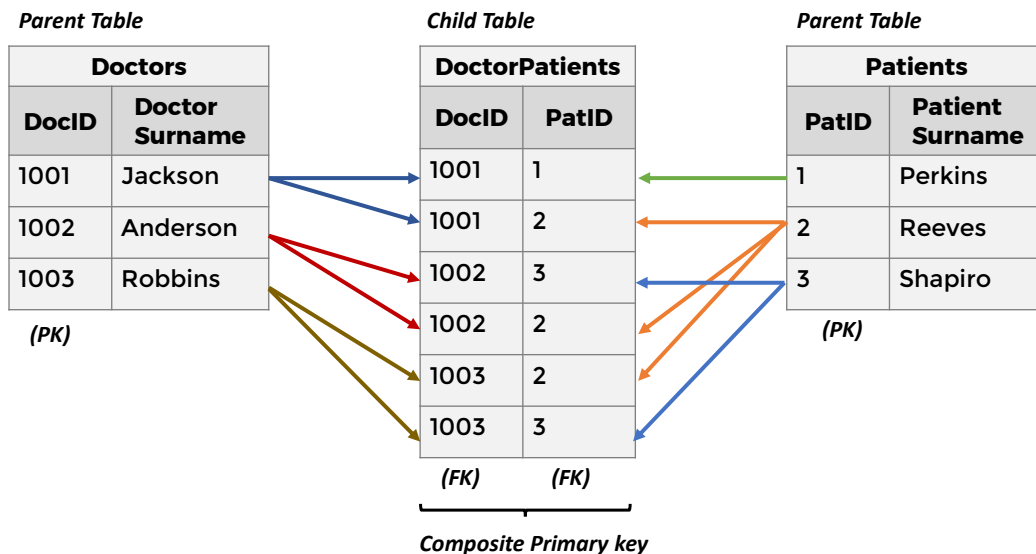 Parent Table
Child Table
Parent Table
Doctors
DocID Doctor Surname
1001 Jackson
1002 Anderson
1003 Robbins
(PK)
DoctorPatients
DocID PatID
1001 1
1001 2
1002 3
1002 2
1003 2
1003 3
(FK) (FK)
Composite Primary key
Patients
PatID Patient Surname
1 Perkins
2 Reeves
3 Shapiro
(PK)